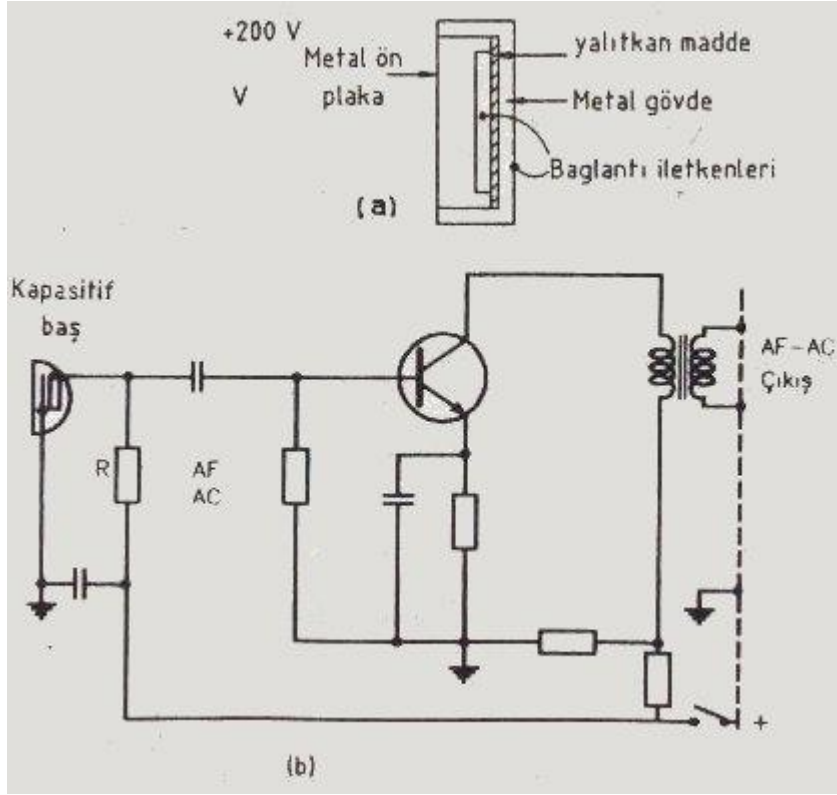 +200 V
V
Metal ön
plaka
yalıtkan madde
Metal gövde
Baglantı iletkenleri
(a)
Kapasitif
baş
R
AF
AC
AF-AC
Çıkış
+
(b)